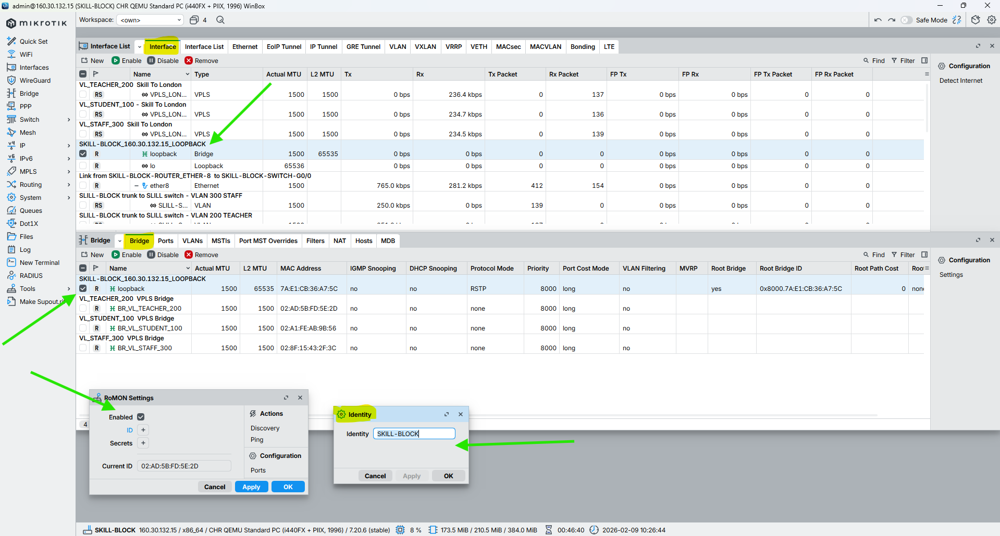 admin@160.30.132.15 (SKILL-BLOCK) CHR QEMU Standard PC (i440FX + PIIX, 1996) WinBox
MikroTik
Workspace: <own> 4
Safe Mode
Quick Set
WiFi
Interfaces
WireGuard
Bridge
PPP
Switch
Mesh
IP
IPv6
MPLS
Routing
System
Queues
Dot1X
Files
Log
New Terminal
RADIUS
Tools
Make Supout.ri
Interface List Interface Interface List Ethernet EoIP Tunnel IP Tunnel GRE Tunnel VLAN VXLAN VRRP VETH MACsec MACVLAN Bonding LTE
New Enable Disable Remove Find Filter
Configuration
Detect Internet
Name Type Actual MTU L2 MTU Tx Rx Tx Packet Rx Packet FP Tx FP Rx FP Tx Packet FP Rx Packet
VL_TEACHER_200 Skill To London
RS VPLS_LON... VPLS 1500 1500 0 bps 236.4 kbps 0 137 0 bps 0 bps 0 0
VL_STUDENT_100 - Skill To London
RS VPLS_LON... VPLS 1500 1500 0 bps 234.7 kbps 0 136 0 bps 0 bps 0 0
VL_STAFF_300 Skill To London
RS VPLS_LON... VPLS 1500 1500 0 bps 234.5 kbps 0 139 0 bps 0 bps 0 0
SKILL-BLOCK_160.30.132.15_LOOPBACK
R loopback Bridge 1500 65535 0 bps 0 bps 0 0 0 bps 0 bps 0 0
R lo Loopback 65536 0 bps 0 bps 0 0 0 bps 0 bps 0 0
Link from SKILL-BLOCK-ROUTER_ETHER-8 to SKILL-BLOCK-SWITCH-G0/0
R ether8 Ethernet 1500 765.0 kbps 281.2 kbps 412 154 0 bps 0 bps 0 0
SLILL-BLOCK trunk to SLILL switch - VLAN 300 STAFF
RS SLILL-S... VLAN 1500 250.0 kbps 0 bps 139 0 0 bps 0 bps 0 0
SLILL-BLOCK trunk to SLILL switch - VLAN 200 TEACHER
Bridge Bridge Ports VLANs MSTIs Port MST Overrides Filters NAT Hosts MDB
New Enable Disable Remove Find Filter
Configuration
Settings
Name Actual MTU L2 MTU MAC Address IGMP Snooping DHCP Snooping Protocol Mode Priority Port Cost Mode VLAN Filtering MVRP Root Bridge Root Bridge ID Root Path Cost Roo
SKILL-BLOCK_160.30.132.15_LOOPBACK
R loopback 1500 65535 7A:E1:CB:36:A7:5C no no RSTP 8000 long no yes 0x8000.7A:E1:CB:36:A7:5C 0 none
VL_TEACHER_200 VPLS Bridge
R BR_VL_TEACHER_200 1500 1500 02:AD:5B:FD:5E:2D no no none 8000 long no
VL_STUDENT_100 VPLS Bridge
R BR_VL_STUDENT_100 1500 1500 02:A1:FE:AB:9B:56 no no none 8000 long no
VL_STAFF_300 VPLS Bridge
R BR_VL_STAFF_300 1500 1500 02:8F:15:43:2F:3C no no none 8000 long no
4
RoMON Settings
Enabled
ID +
Secrets +
Current ID 02:AD:5B:FD:5E:2D
Actions
Discovery
Ping
Configuration
Ports
Cancel Apply OK
Identity
Identity SKILL-BLOCK
Cancel Apply OK
SKILL-BLOCK 160.30.132.15 / x86_64 / CHR QEMU Standard PC (i440FX + PIIX, 1996) / 7.20.6 (stable) 8 % 173.5 MiB / 210.5 MiB / 384.0 MiB 00:46:40 2026-02-09 10:26:44